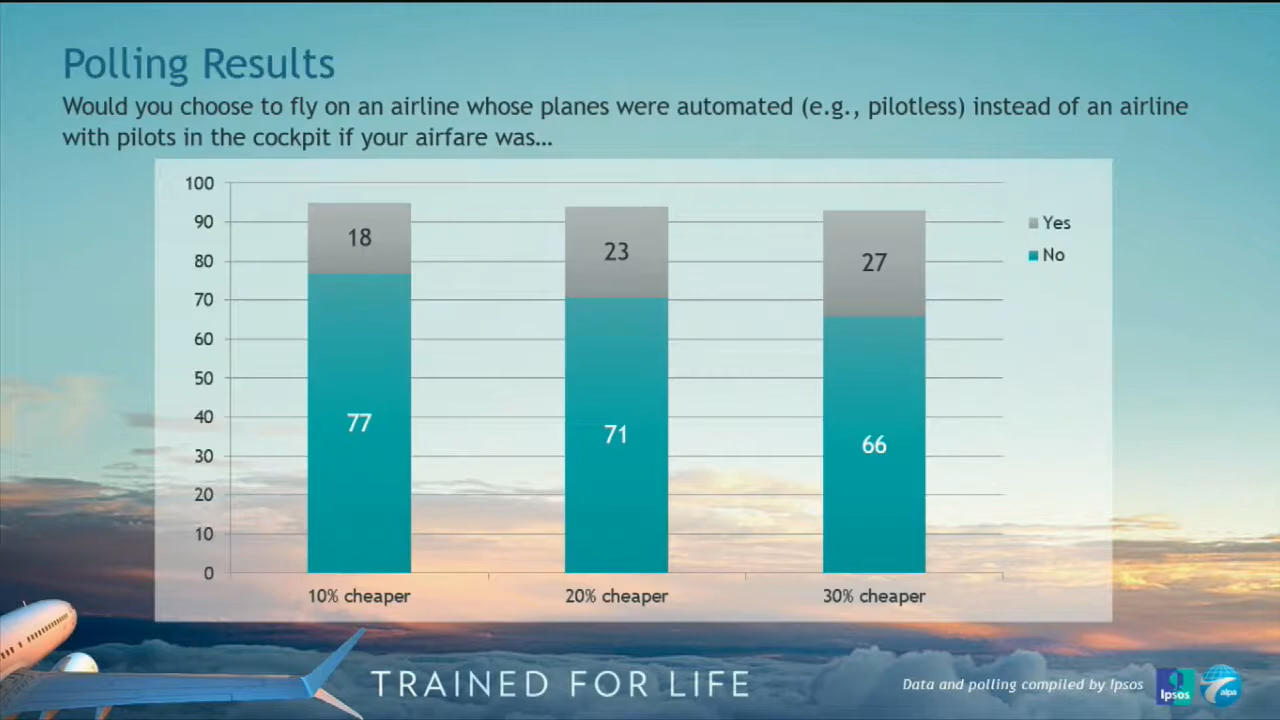 Polling Results
Would you choose to fly on an airline whose planes were automated (e.g., pilotless) instead of an airline
with pilots in the cockpit if your airfare was...
100
90
80
70
60
50
40
30
20
10
0
18
23
27
77
71
66
Yes
No
10% cheaper
20% cheaper
30% cheaper
TRAINED FOR LIFE
Data and polling compiled by Ipsos
Ipsos
alpa